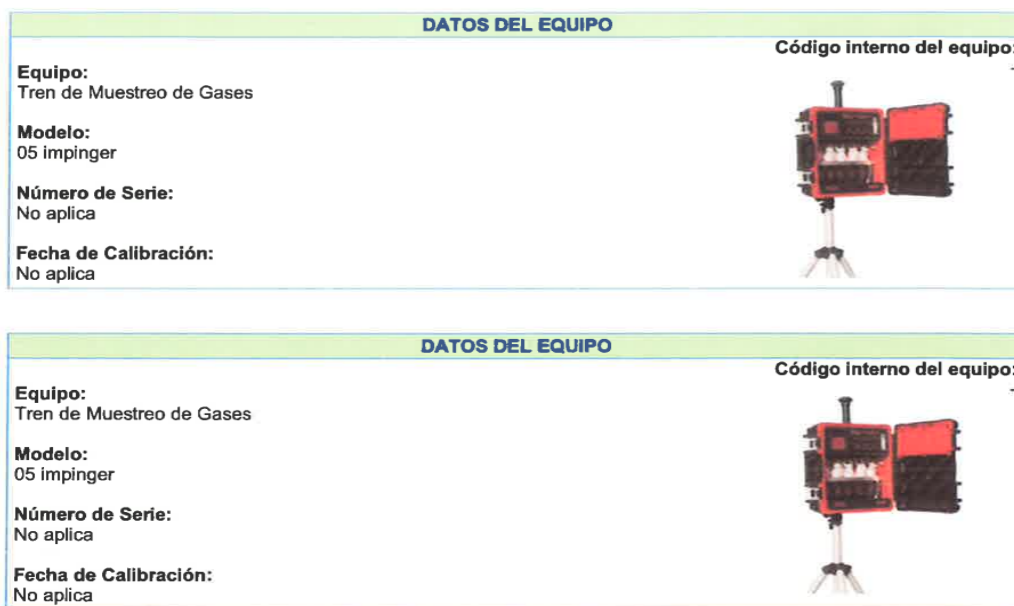 DATOS DEL EQUIPO
Código interno del equipo:
Equipo:
Tren de Muestreo de Gases
Modelo:
05 impinger
Número de Serie:
No aplica
Fecha de Calibración:
No aplica
DATOS DEL EQUIPO
Código interno del equipo:
Equipo:
Tren de Muestreo de Gases
Modelo:
05 impinger
Número de Serie:
No aplica
Fecha de Calibración:
No aplica